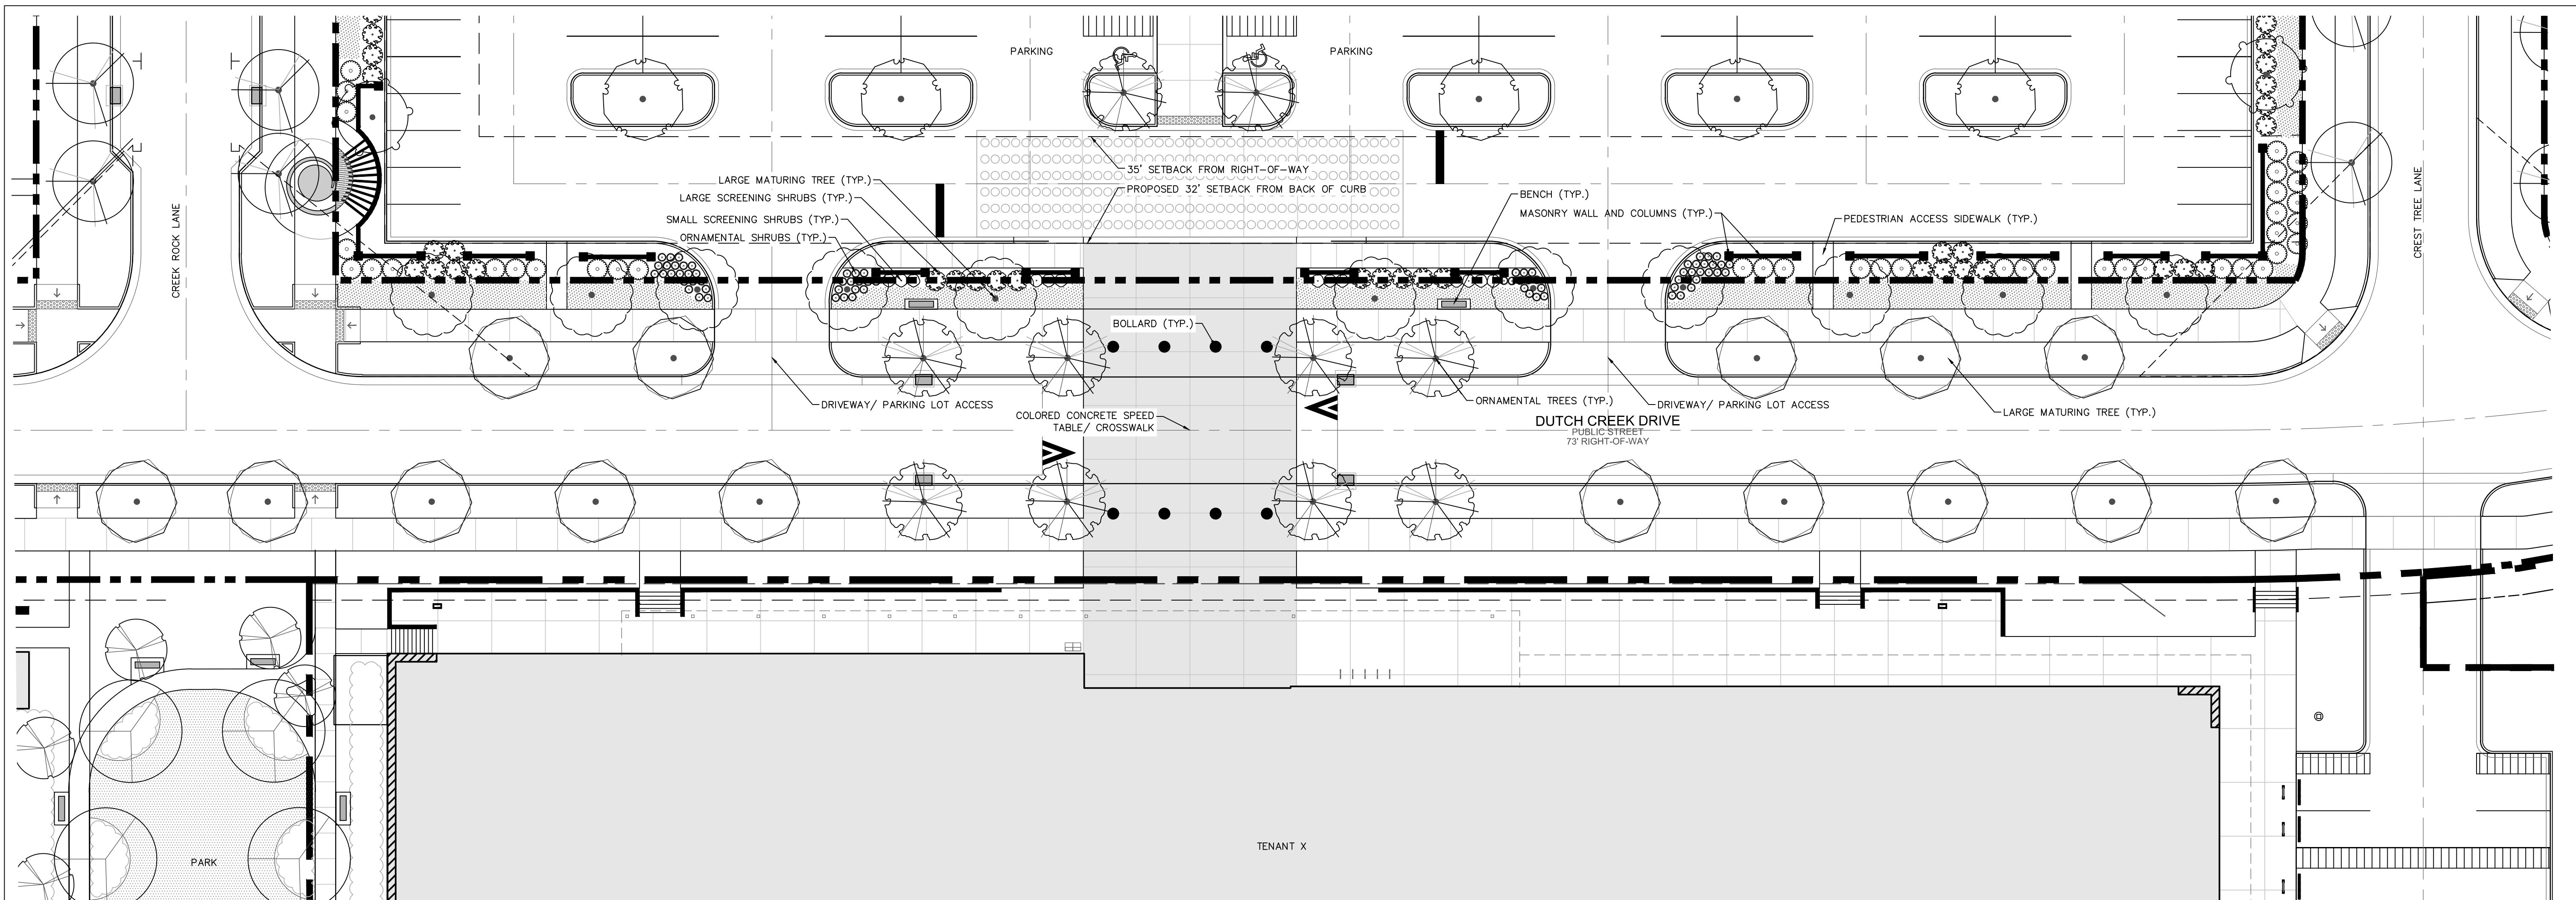 PARKING
PARKING
35' SETBACK FROM RIGHT-OF-WAY
LARGE MATURING TREE (TYP.)
PROPOSED 32' SETBACK FROM BACK OF CURB
LARGE SCREENING SHRUBS (TYP.)
BENCH (TYP.)
MASONRY WALL AND COLUMNS (TYP.)
SMALL SCREENING SHRUBS (TYP.)
PEDESTRIAN ACCESS SIDEWALK (TYP.)
ORNAMENTAL SHRUBS (TYP.)
CREEK ROCK LANE
CREST TREE LANE
BOLLARD (TYP.)
DRIVEWAY/ PARKING LOT ACCESS
ORNAMENTAL TREES (TYP.)
DRIVEWAY/ PARKING LOT ACCESS
LARGE MATURING TREE (TYP.)
COLORED CONCRETE SPEED
TABLE/ CROSSWALK
DUTCH CREEK DRIVE
PUBLIC STREET
73' RIGHT-OF-WAY
TENANT X
PARK